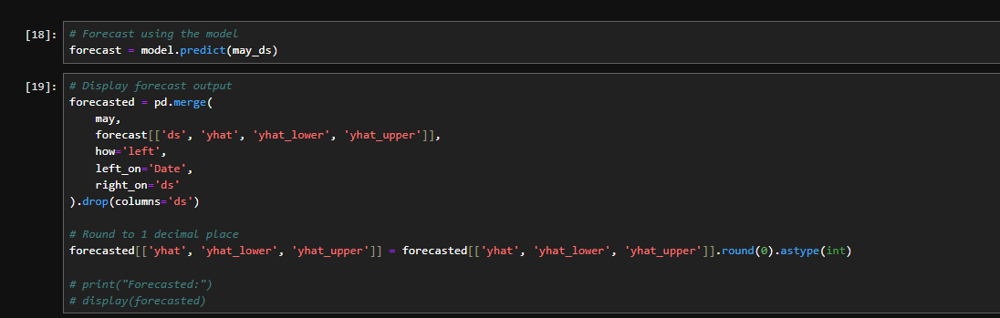 [18]: # Forecast using the model
forecast = model.predict(may_ds)
[19]: # Display forecast output
forecasted = pd.merge(
    may,
    forecast[['ds', 'yhat', 'yhat_lower', 'yhat_upper']],
    how='left',
    left_on='Date',
    right_on='ds'
).drop(columns='ds')

# Round to 1 decimal place
forecasted[['yhat', 'yhat_lower', 'yhat_upper']] = forecasted[['yhat', 'yhat_lower', 'yhat_upper']].round(0).astype(int)

# print("Forecasted:")
# display(forecasted)